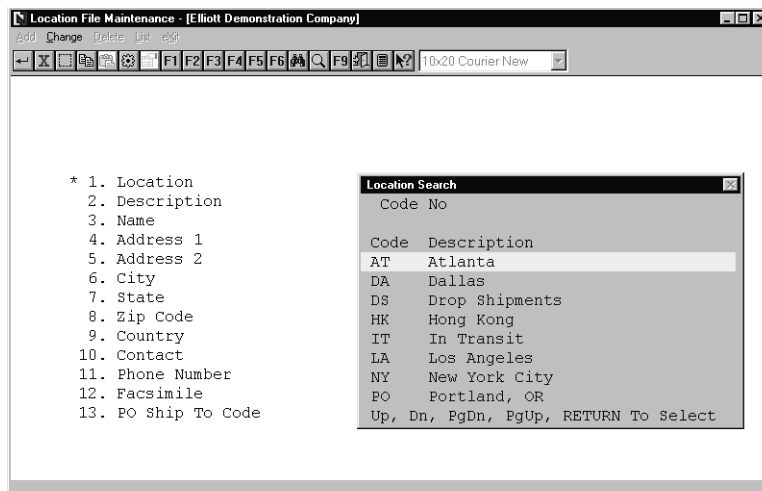 Location File Maintenance - [Elliott Demonstration Company]
Add Change Delete List eXit
F1 F2 F3 F4 F5 F6 F9 10x20 Courier New
* 1. Location
2. Description
3. Name
4. Address 1
5. Address 2
6. City
7. State
8. Zip Code
9. Country
10. Contact
11. Phone Number
12. Facsimile
13. PO Ship To Code
Location Search
Code No
Code Description
AT Atlanta
DA Dallas
DS Drop Shipments
HK Hong Kong
IT In Transit
LA Los Angeles
NY New York City
PO Portland, OR
Up, Dn, PgDn, PgUp, RETURN To Select